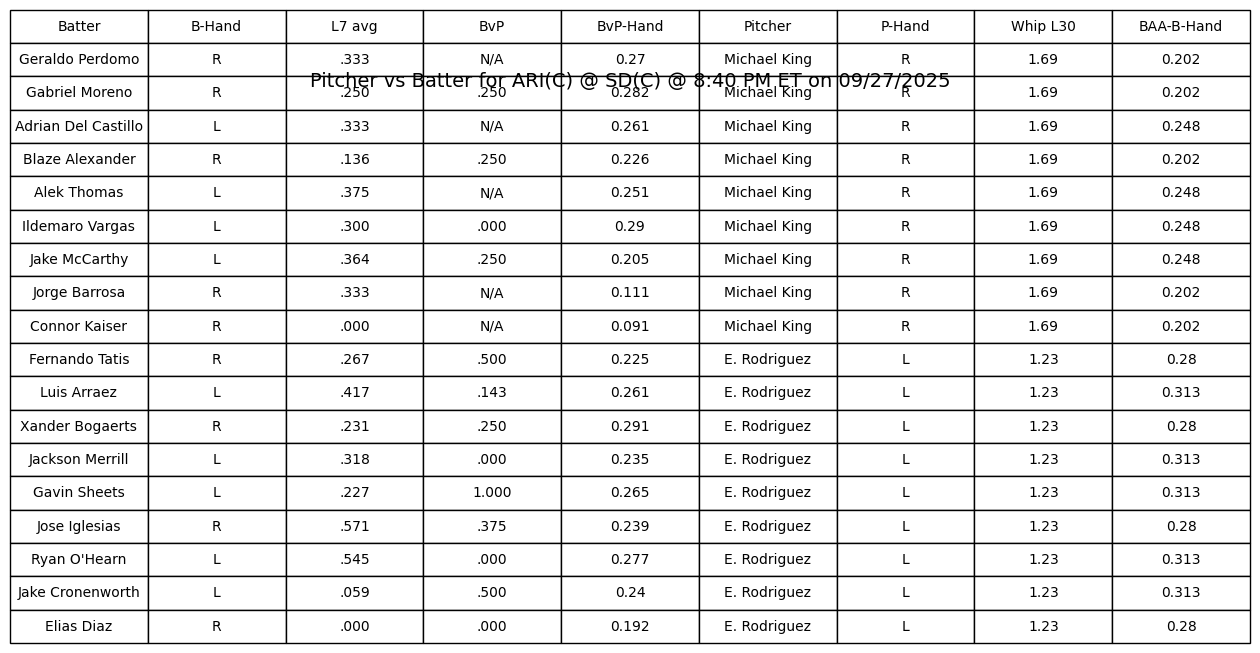 Batter B-Hand L7 avg BvP BvP-Hand Pitcher P-Hand Whip L30 BAA-B-Hand
Geraldo Perdomo R .333 N/A 0.27 Michael King R 1.69 0.202
Pitcher vs Batter for ARI(C) @ SD(C) @ 8:40 PM ET on 09/27/2025
Gabriel Moreno R .250 .250 0.282 Michael King R 1.69 0.202
Adrian Del Castillo L .333 N/A 0.261 Michael King R 1.69 0.248
Blaze Alexander R .136 .250 0.226 Michael King R 1.69 0.202
Alek Thomas L .375 N/A 0.251 Michael King R 1.69 0.248
Ildemaro Vargas L .300 .000 0.29 Michael King R 1.69 0.248
Jake McCarthy L .364 .250 0.205 Michael King R 1.69 0.248
Jorge Barrosa R .333 N/A 0.111 Michael King R 1.69 0.202
Connor Kaiser R .000 N/A 0.091 Michael King R 1.69 0.202
Fernando Tatis R .267 .500 0.225 E. Rodriguez L 1.23 0.28
Luis Arraez L .417 .143 0.261 E. Rodriguez L 1.23 0.313
Xander Bogaerts R .231 .250 0.291 E. Rodriguez L 1.23 0.28
Jackson Merrill L .318 .000 0.235 E. Rodriguez L 1.23 0.313
Gavin Sheets L .227 1.000 0.265 E. Rodriguez L 1.23 0.313
Jose Iglesias R .571 .375 0.239 E. Rodriguez L 1.23 0.28
Ryan O'Hearn L .545 .000 0.277 E. Rodriguez L 1.23 0.313
Jake Cronenworth L .059 .500 0.24 E. Rodriguez L 1.23 0.313
Elias Diaz R .000 .000 0.192 E. Rodriguez L 1.23 0.28